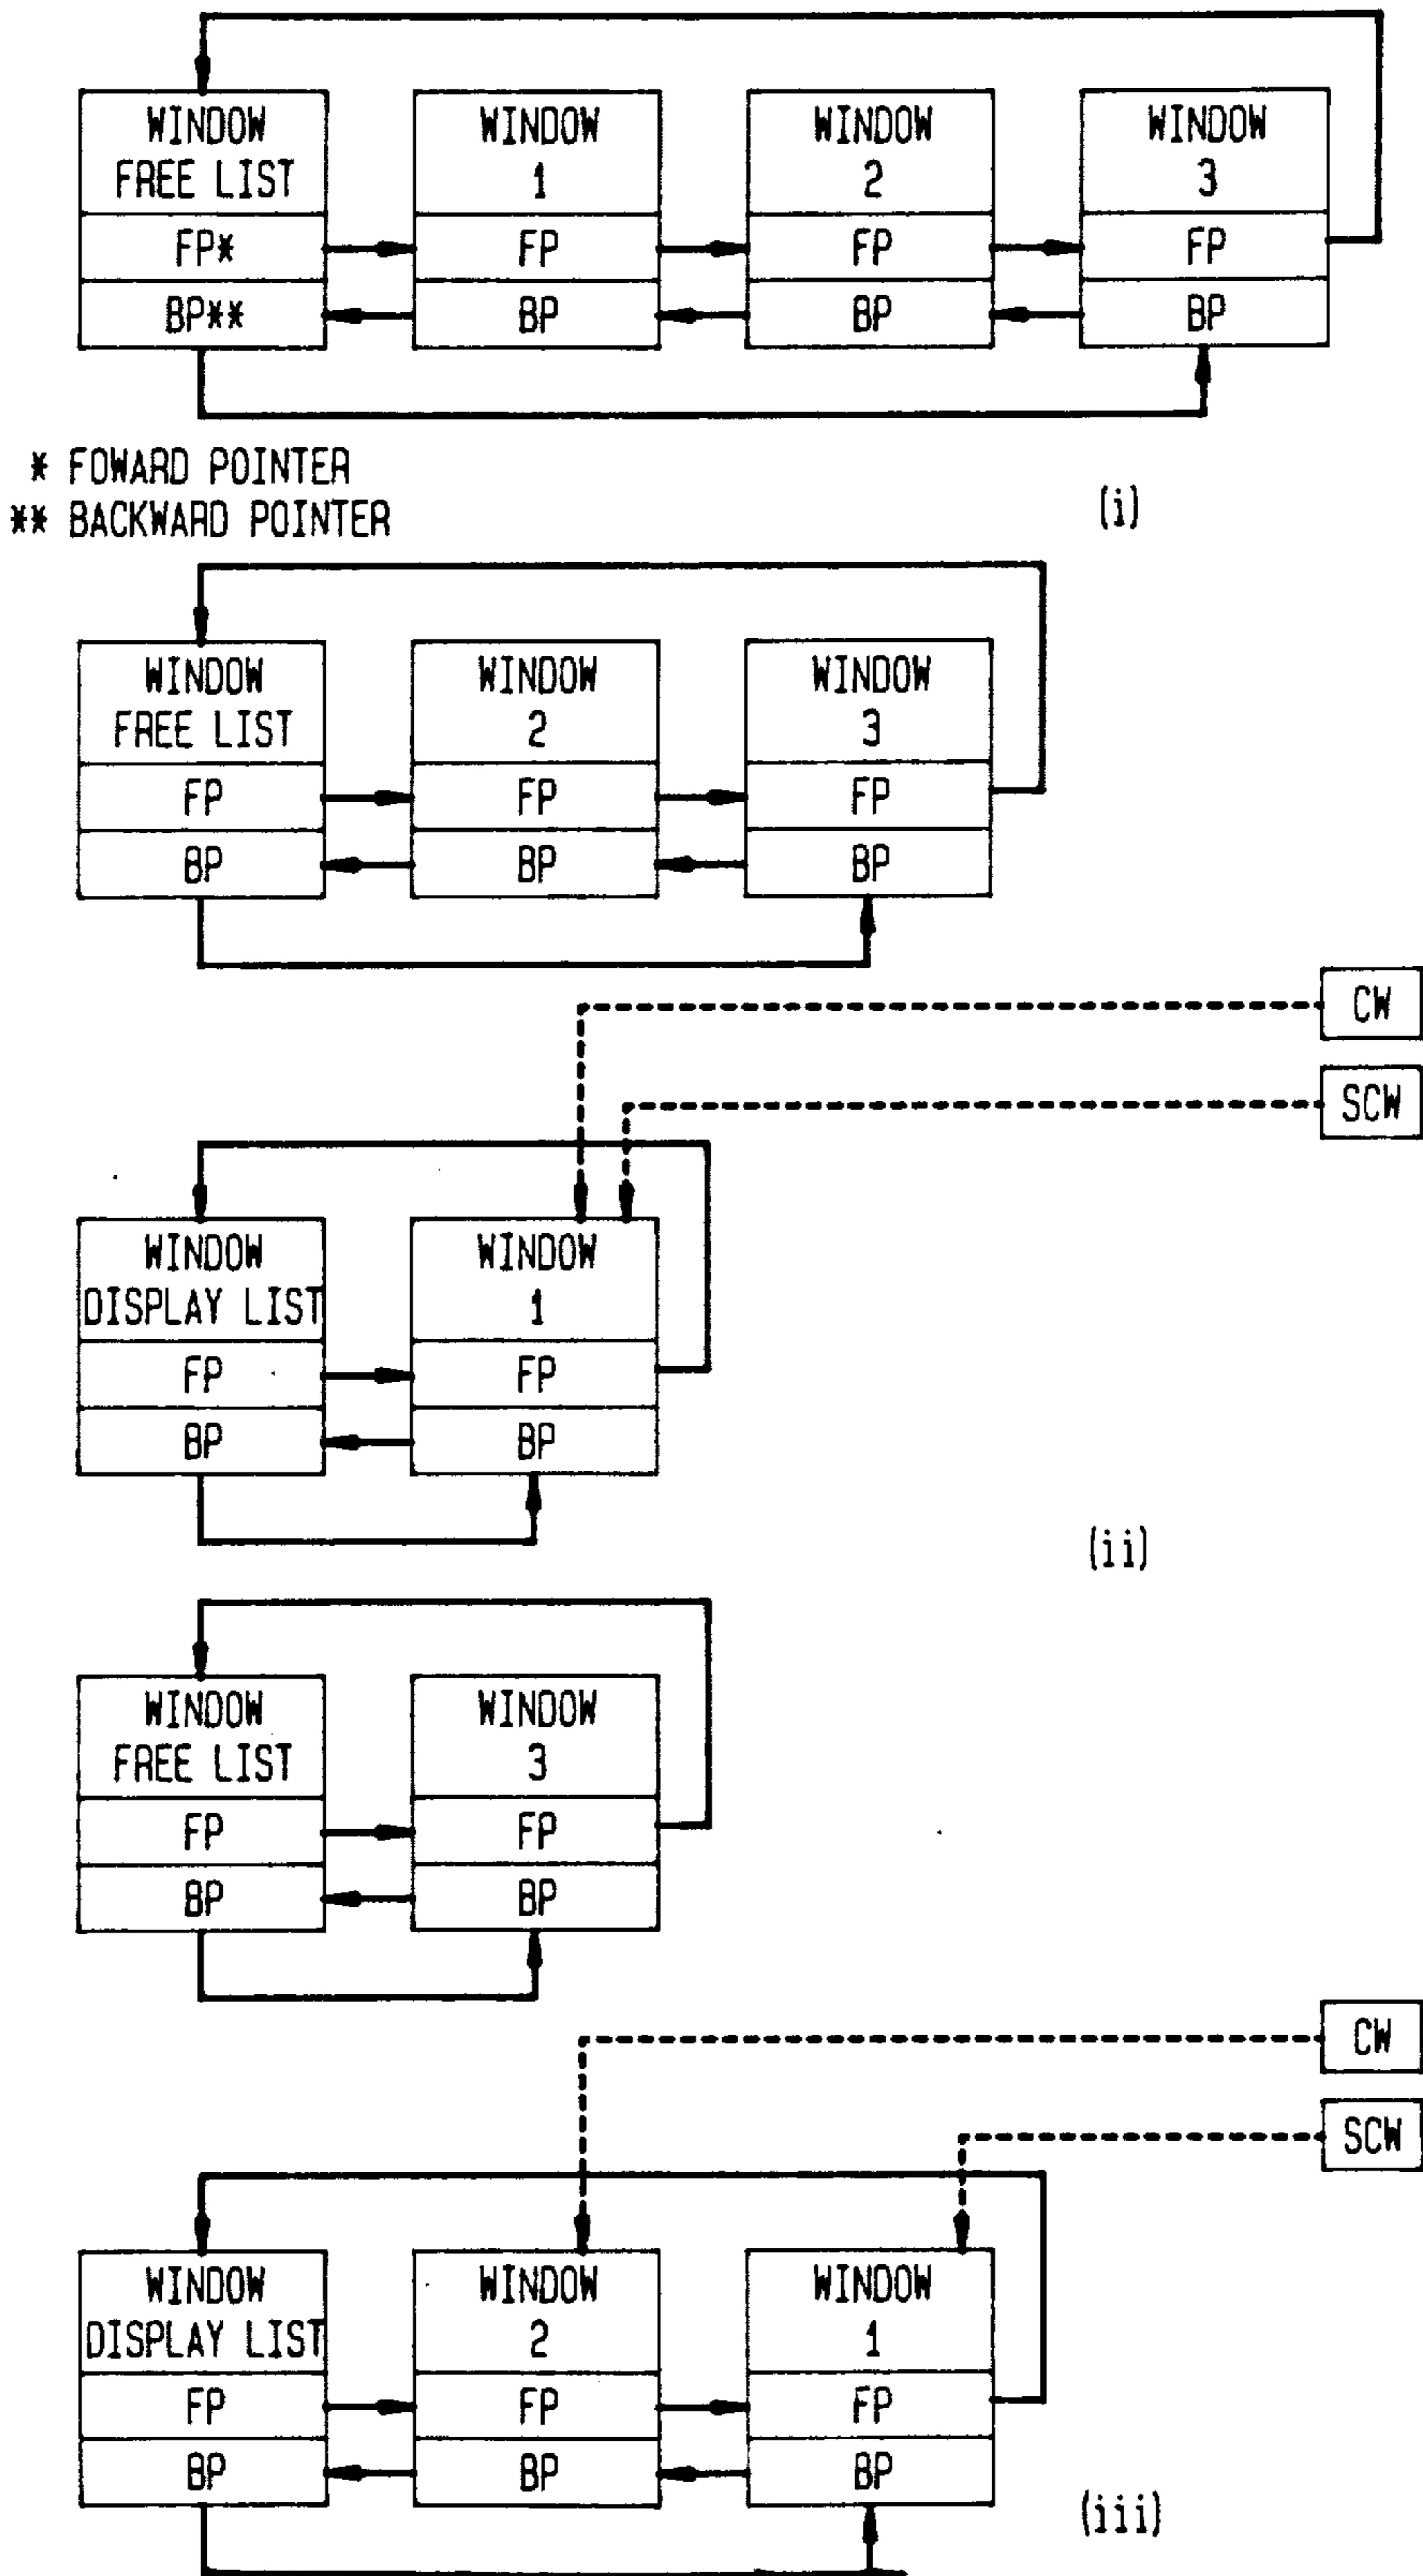 WINDOW FREE LIST
FP*
BP**
WINDOW 1
FP
BP
WINDOW 2
FP
BP
WINDOW 3
FP
BP
* FOWARD POINTER
** BACKWARD POINTER
(i)
WINDOW FREE LIST
FP
BP
WINDOW 2
FP
BP
WINDOW 3
FP
BP
CW
SCW
WINDOW DISPLAY LIST
FP
BP
WINDOW 1
FP
BP
(ii)
WINDOW FREE LIST
FP
BP
WINDOW 3
FP
BP
CW
SCW
WINDOW DISPLAY LIST
FP
BP
WINDOW 2
FP
BP
WINDOW 1
FP
BP
(iii)